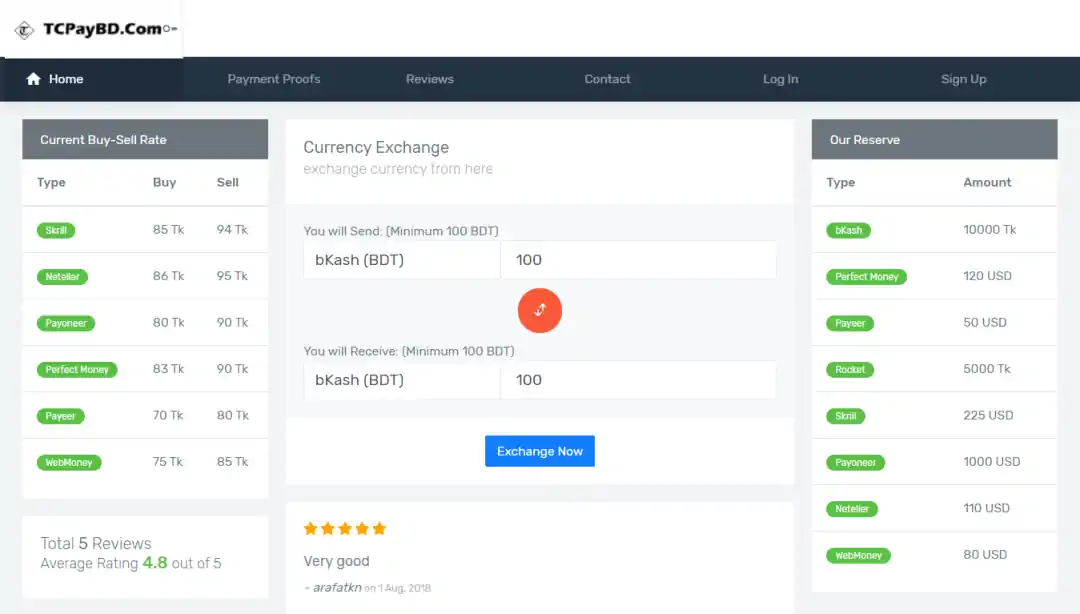 TCPayBD.Com
Home Payment Proofs Reviews Contact Log In Sign Up
Current Buy-Sell Rate
Type Buy Sell
Skrill 85 Tk 94 Tk
Neteller 86 Tk 95 Tk
Payoneer 80 Tk 90 Tk
Perfect Money 83 Tk 90 Tk
Payeer 70 Tk 80 Tk
WebMoney 75 Tk 85 Tk
Total 5 Reviews
Average Rating 4.8 out of 5
Currency Exchange
exchange currency from here
You will Send: (Minimum 100 BDT)
bKash (BDT) 100
You will Receive: (Minimum 100 BDT)
bKash (BDT) 100
Exchange Now
Very good
- arafatkn on 1 Aug, 2018
Our Reserve
Type Amount
bKash 10000 Tk
Perfect Money 120 USD
Payeer 50 USD
Rocket 5000 Tk
Skrill 225 USD
Payoneer 1000 USD
Neteller 110 USD
WebMoney 80 USD